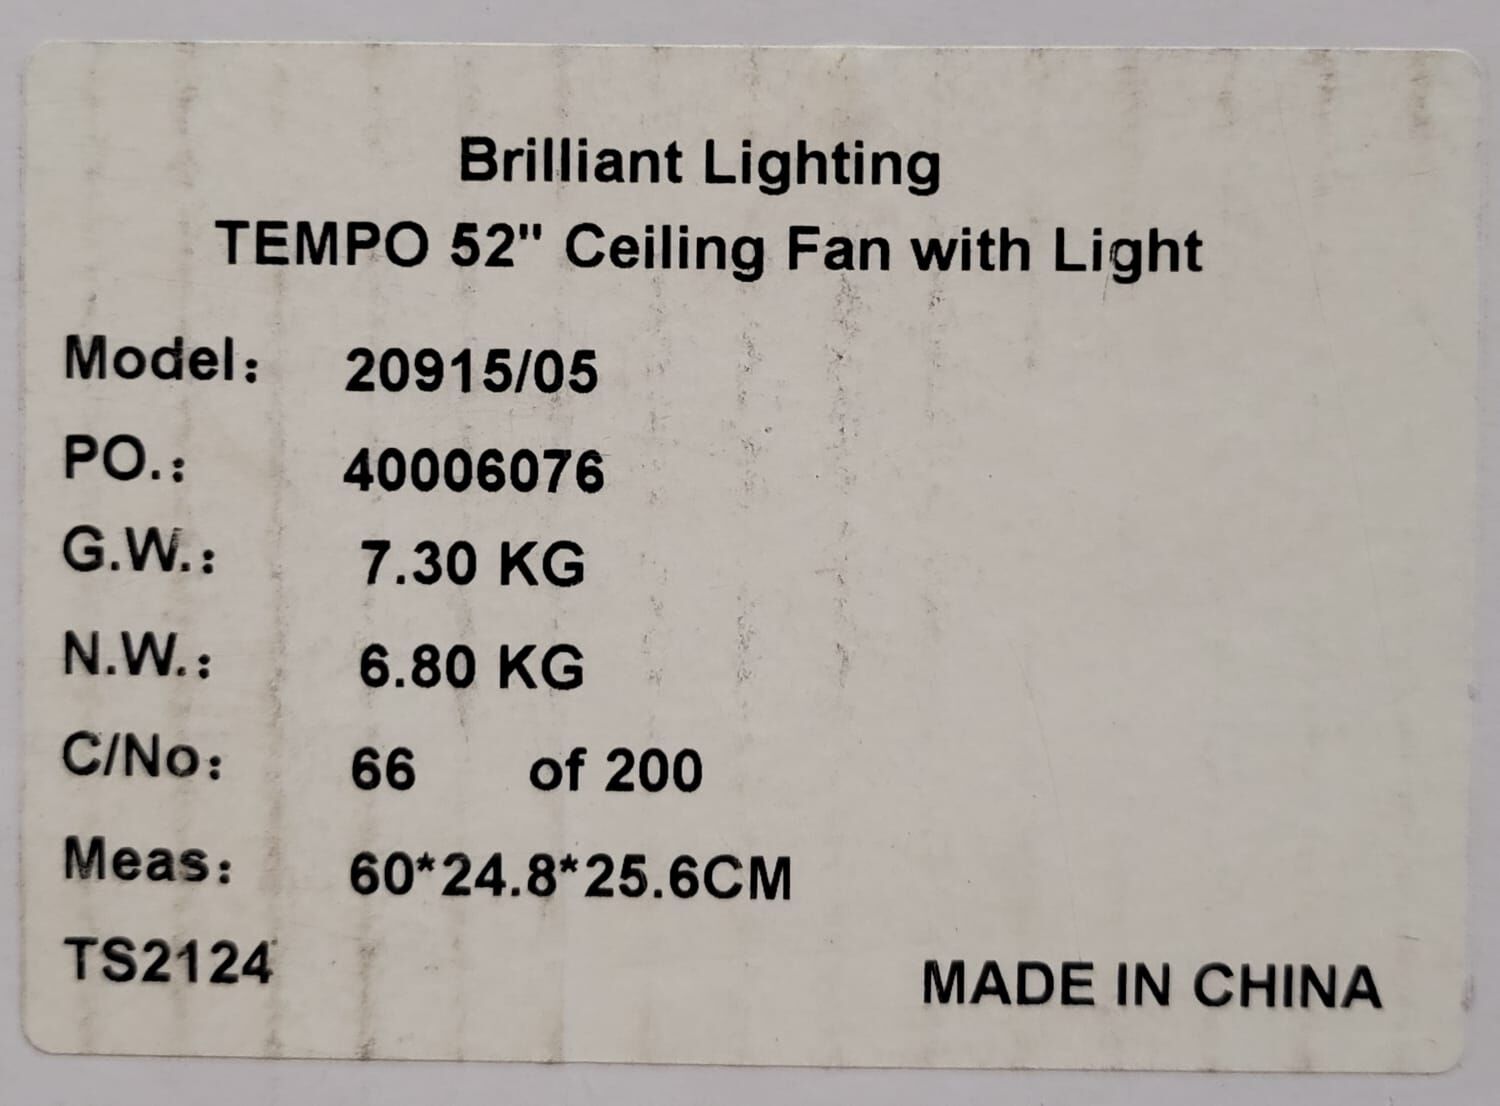 Brilliant Lighting
TEMPO 52" Ceiling Fan with Light
Model: 20915/05
PO.: 40006076
G.W.: 7.30 KG
N.W.: 6.80 KG
C/No: 66 of 200
Meas: 60*24.8*25.6CM
TS2124 MADE IN CHINA